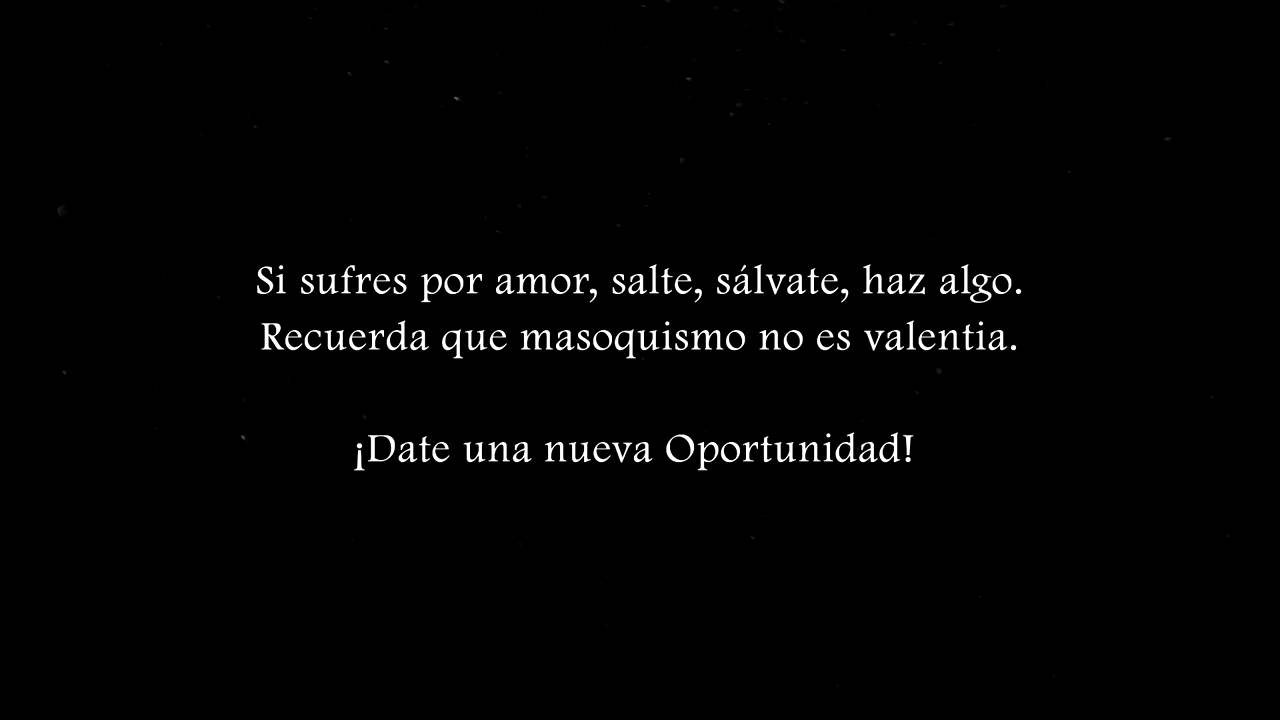 Si sufres por amor, salte, sálvate, haz algo.
Recuerda que masoquismo no es valentia.
¡Date una nueva Oportunidad!